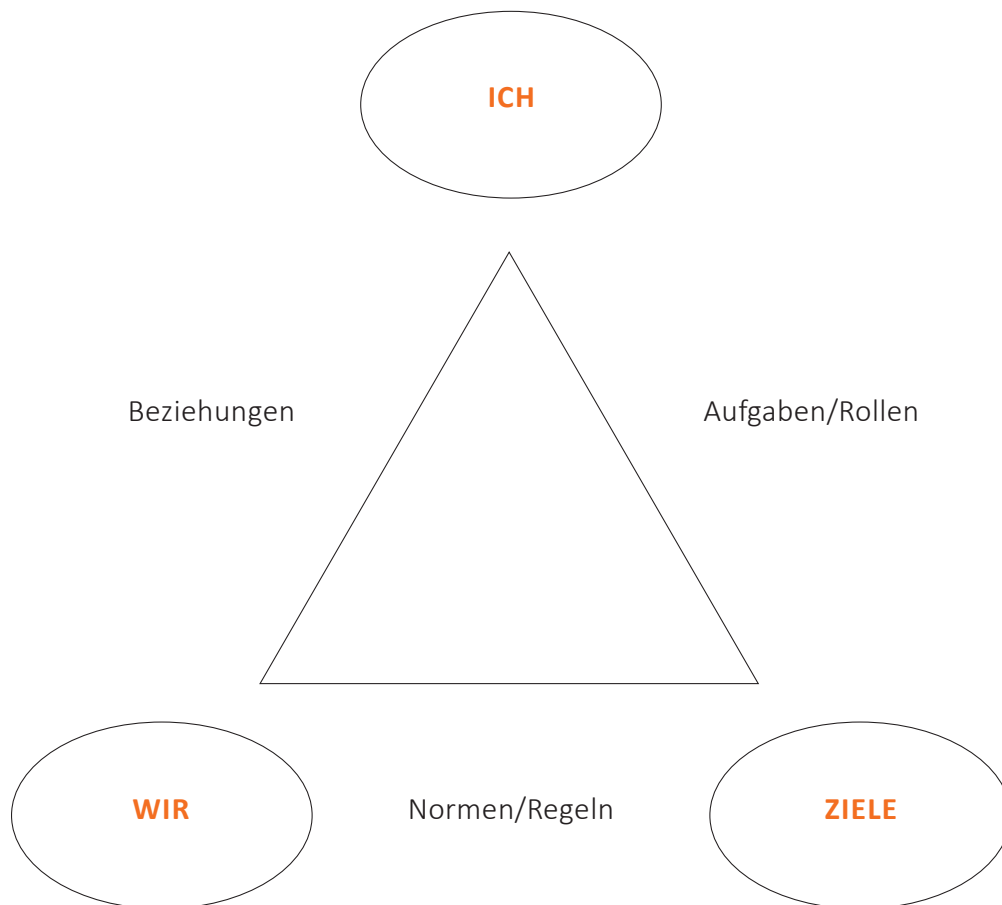 ICH
Beziehungen
Aufgaben/Rollen
WIR
Normen/Regeln
ZIELE